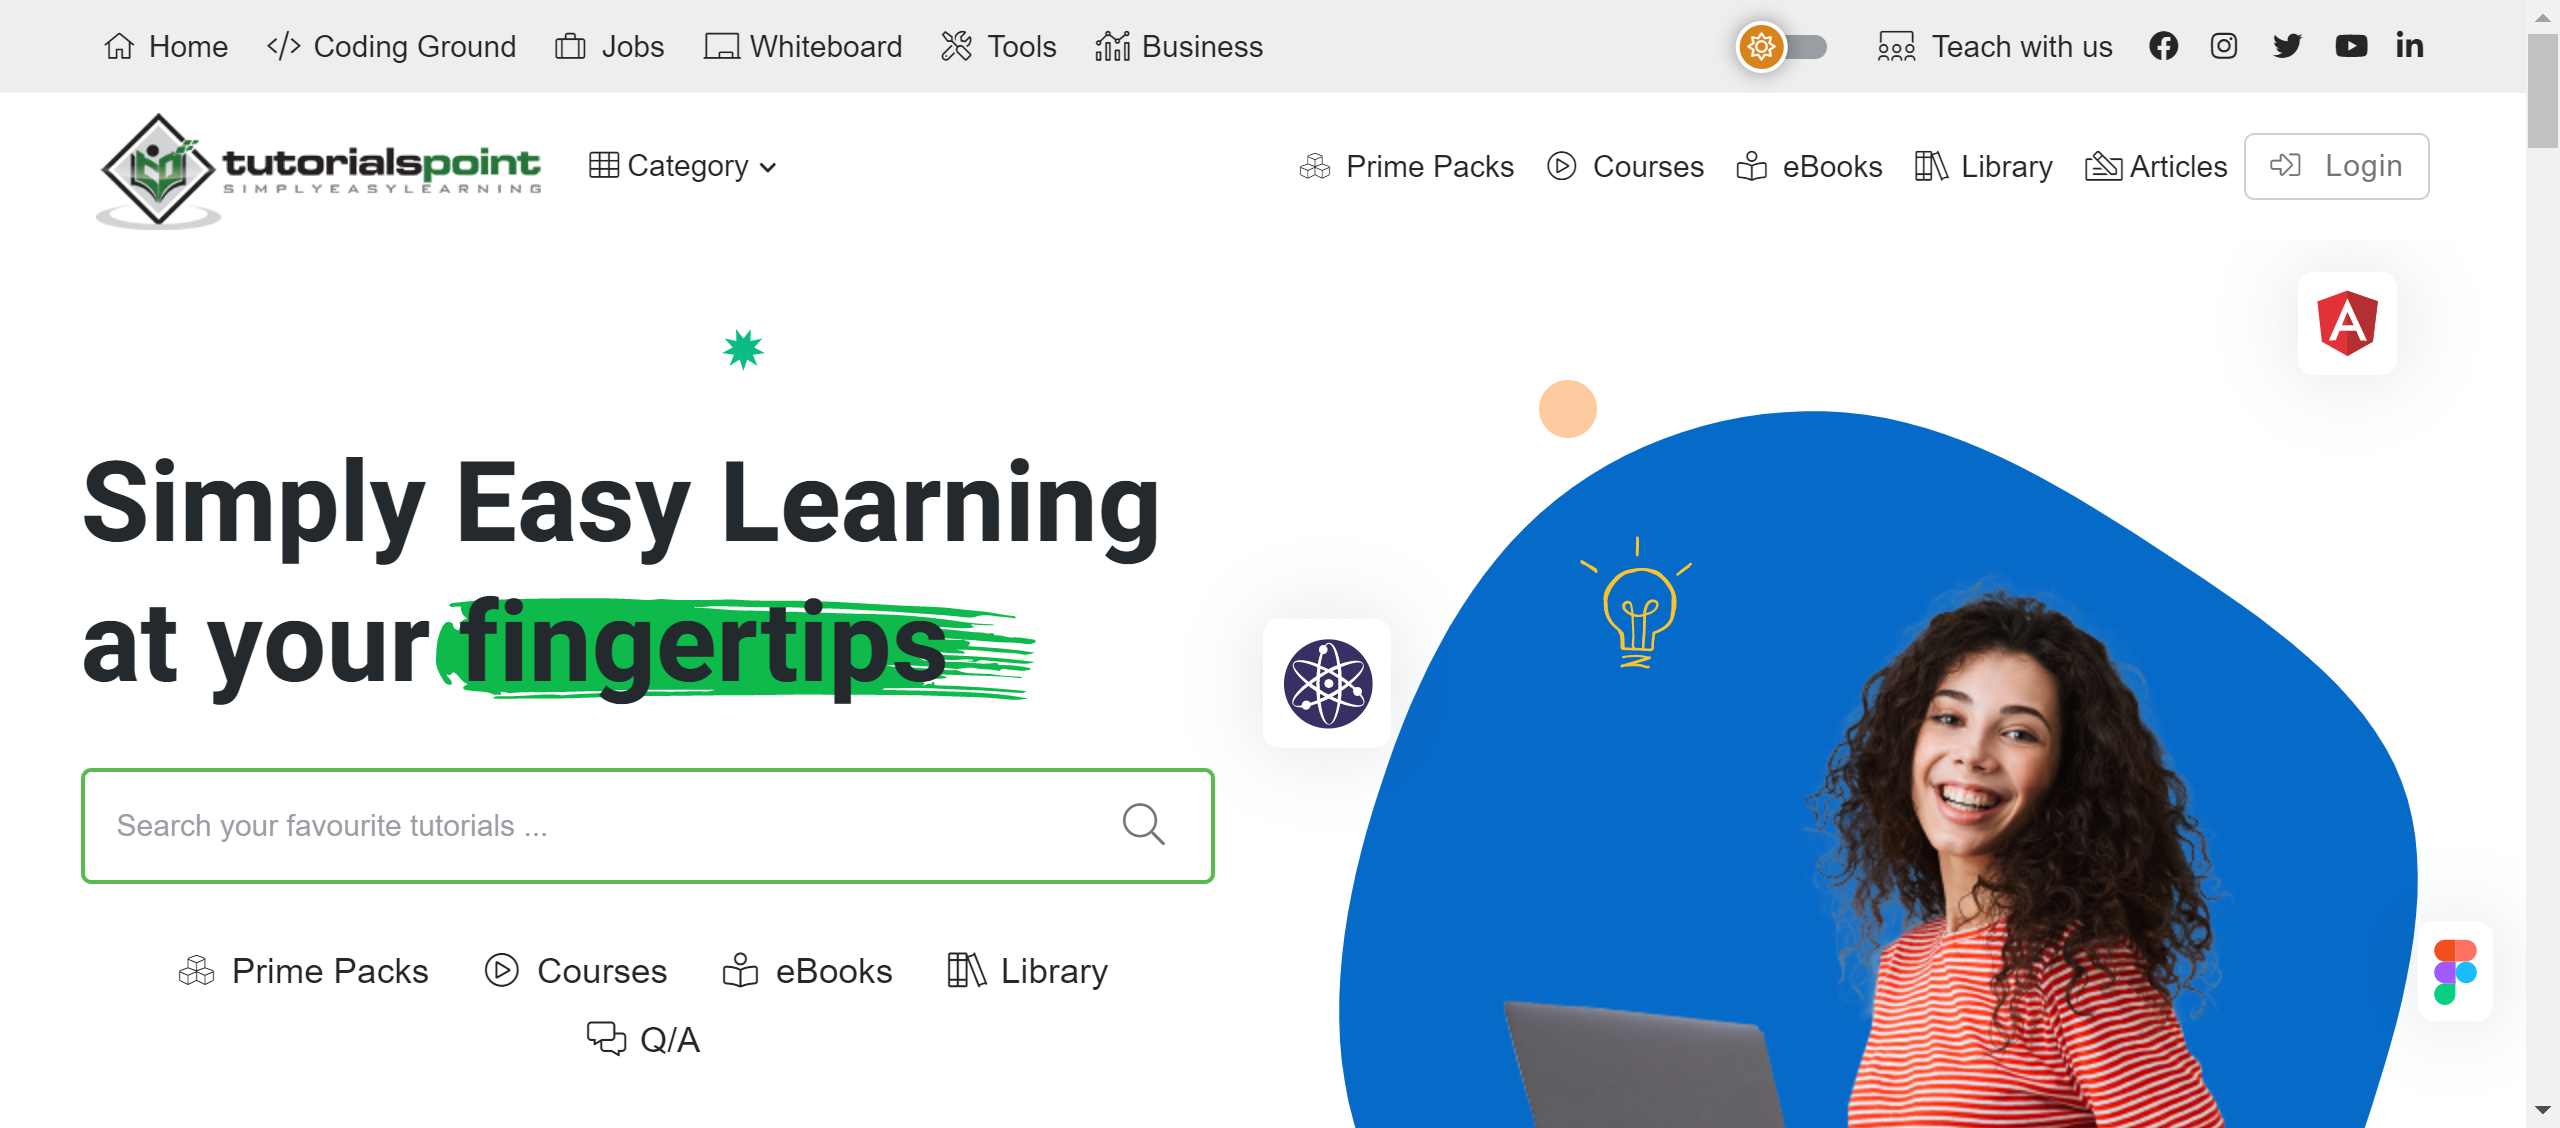 Home Coding Ground Jobs Whiteboard Tools Business Teach with us
tutorialspoint
SIMPLYEASYLEARNING
Category Prime Packs Courses eBooks Library Articles Login
Simply Easy Learning
at your fingertips
Search your favourite tutorials ...
Prime Packs Courses eBooks Library
Q/A